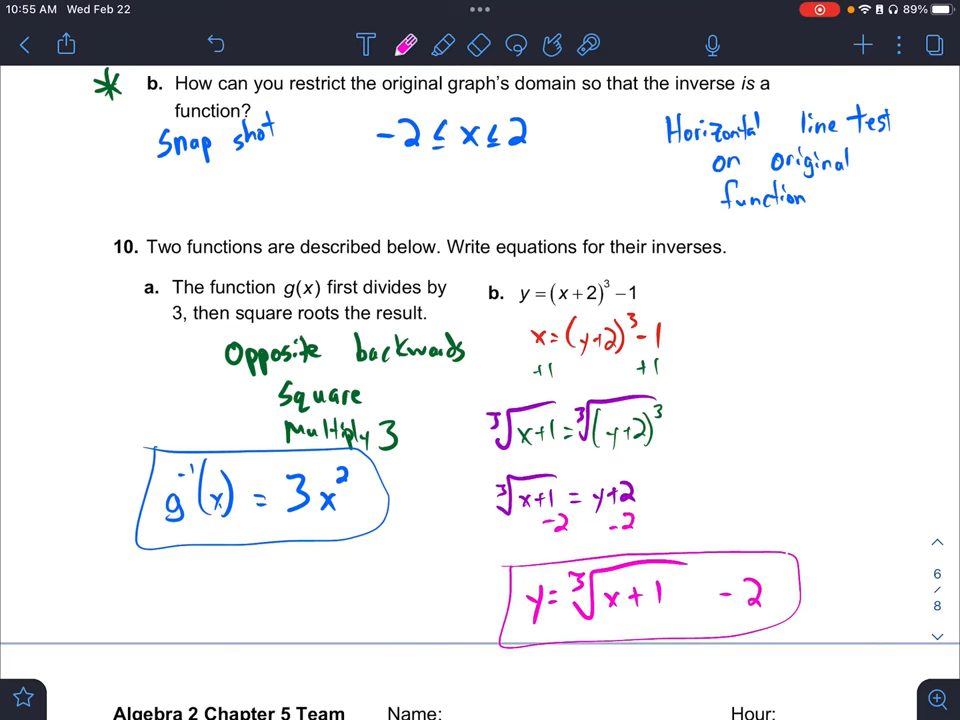 10:55 AM Wed Feb 22
89%
b. How can you restrict the original graph's domain so that the inverse is a
function?
Snap shot
-2 ≤ x ≤ 2
Horizontal line test
on original
function
10. Two functions are described below. Write equations for their inverses.
a. The function g(x) first divides by
3, then square roots the result.
Opposite backwards
Square
Multiply 3
g⁻¹(x) = 3x²
b. y = (x + 2)³ − 1
x = (y+2)³ - 1
+1 +1
∛x+1 = ∛(y+2)³
∛x+1 = y+2
-2 -2
y = ∛x+1 - 2
6
/
8
Algebra 2 Chapter 5 Team Name: Hour: